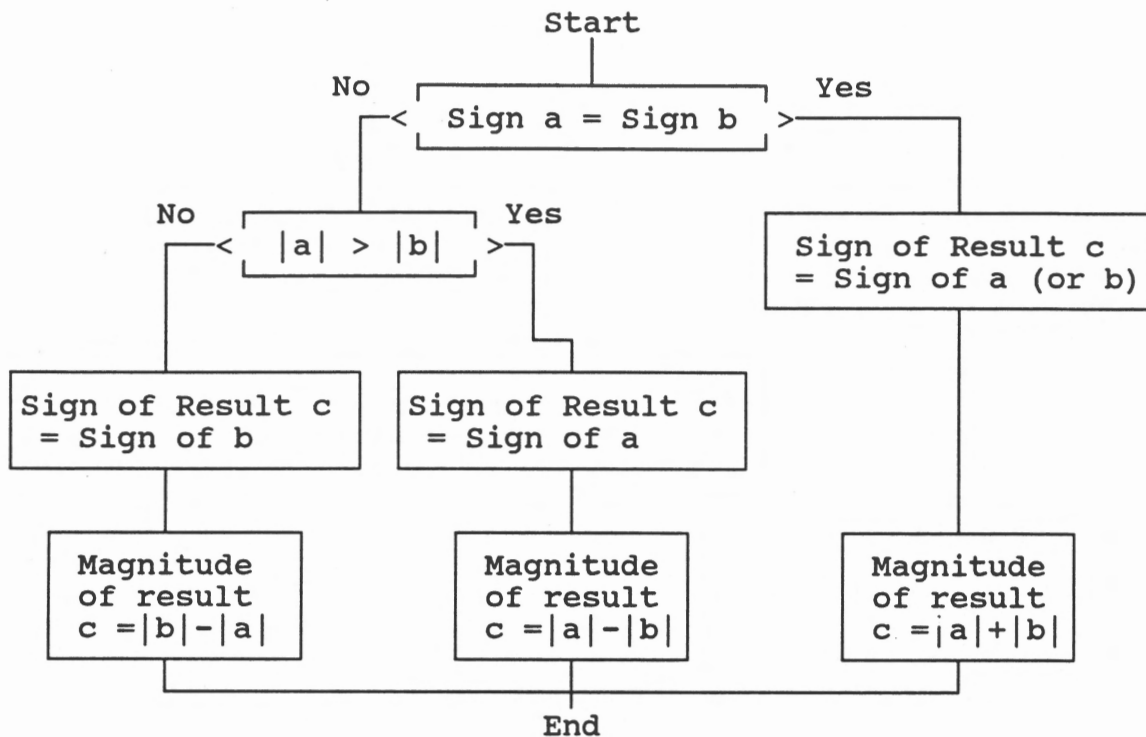 Start
No
Yes
< Sign a = Sign b >
No
Yes
< |a| > |b| >
Sign of Result c
= Sign of a (or b)
Sign of Result c
= Sign of b
Sign of Result c
= Sign of a
Magnitude
of result
c =|b|-|a|
Magnitude
of result
c =|a|-|b|
Magnitude
of result
c =¡a|+|b|
End